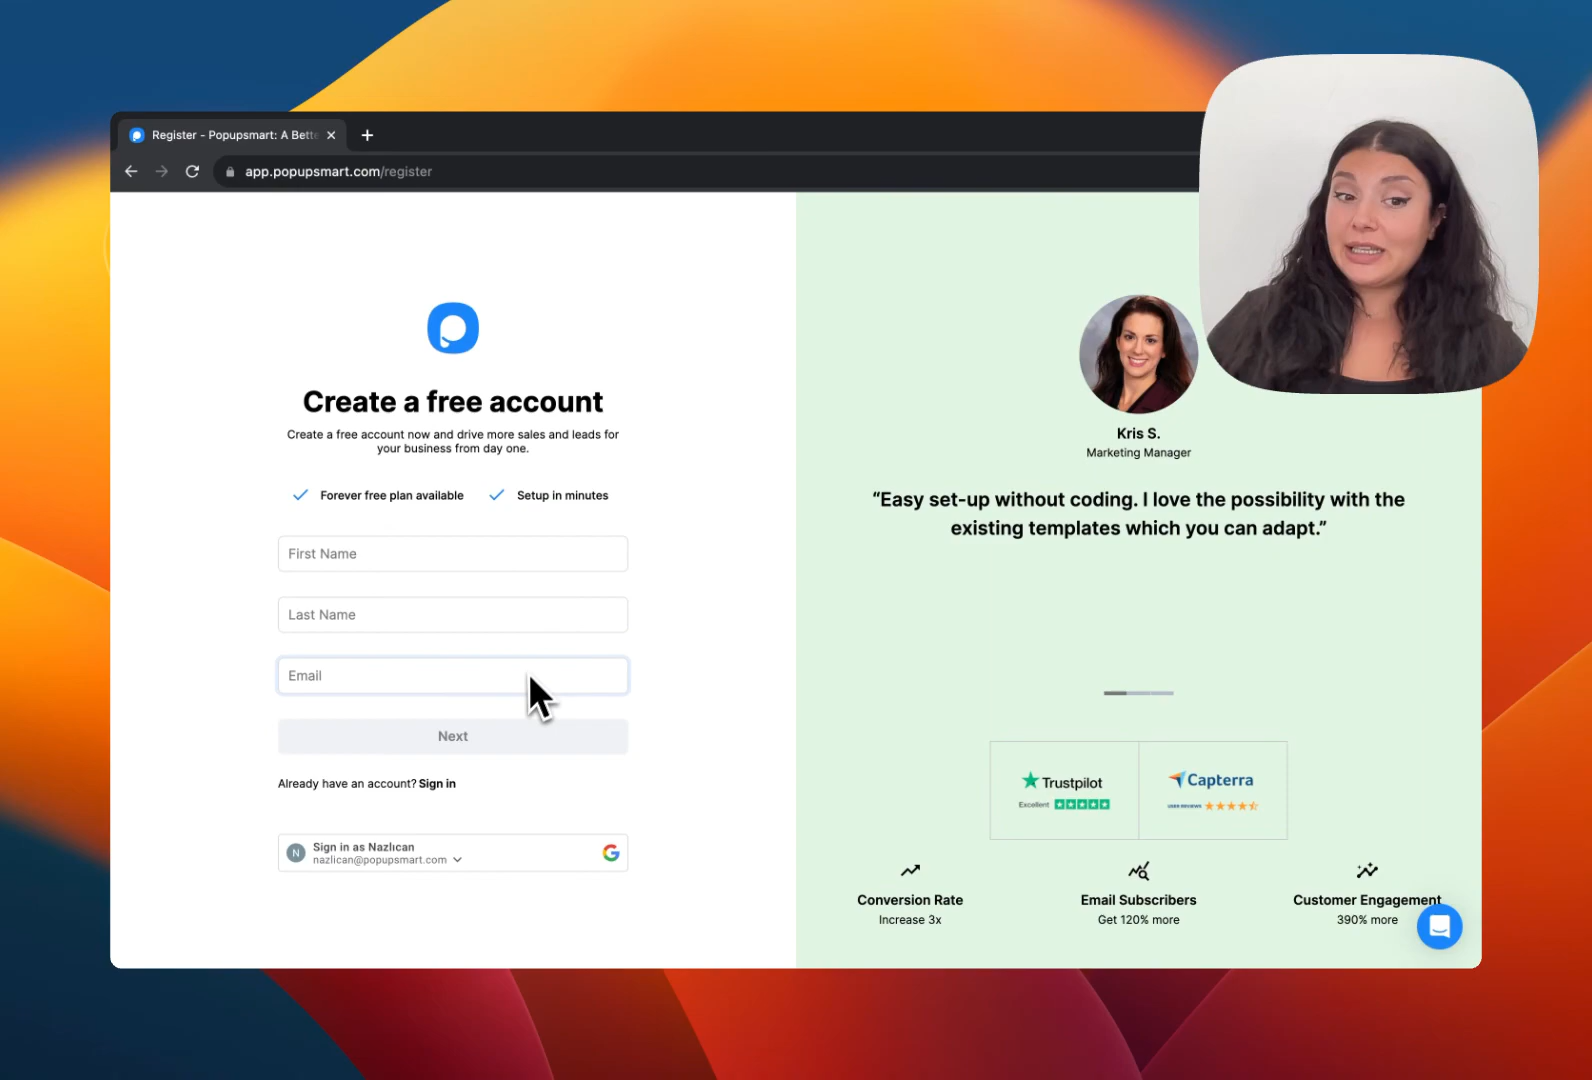 Register - Popupsmart: A Bette
app.popupsmart.com/register
Create a free account
Create a free account now and drive more sales and leads for
your business from day one.
Forever free plan available
Setup in minutes
First Name
Last Name
Email
Next
Already have an account? Sign in
N
Sign in as Nazlıcan
nazlican@popupsmart.com
Kris S.
Marketing Manager
“Easy set-up without coding. I love the possibility with the
existing templates which you can adapt.”
Trustpilot
Excellent
Capterra
USER REVIEWS
Conversion Rate
Increase 3x
Email Subscribers
Get 120% more
Customer Engagement
390% more